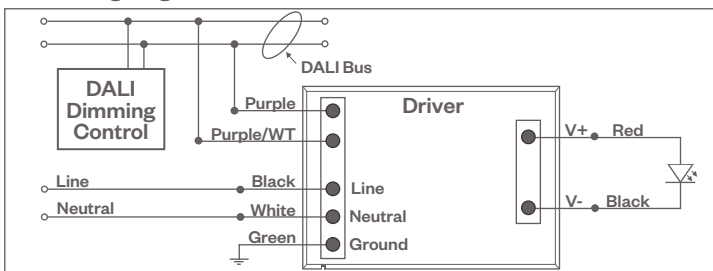 DALI Bus
DALI
Dimming
Control
Driver
Purple
Purple/WT
V+ Red
Line Black Line
V- Black
Neutral White Neutral
Green Ground